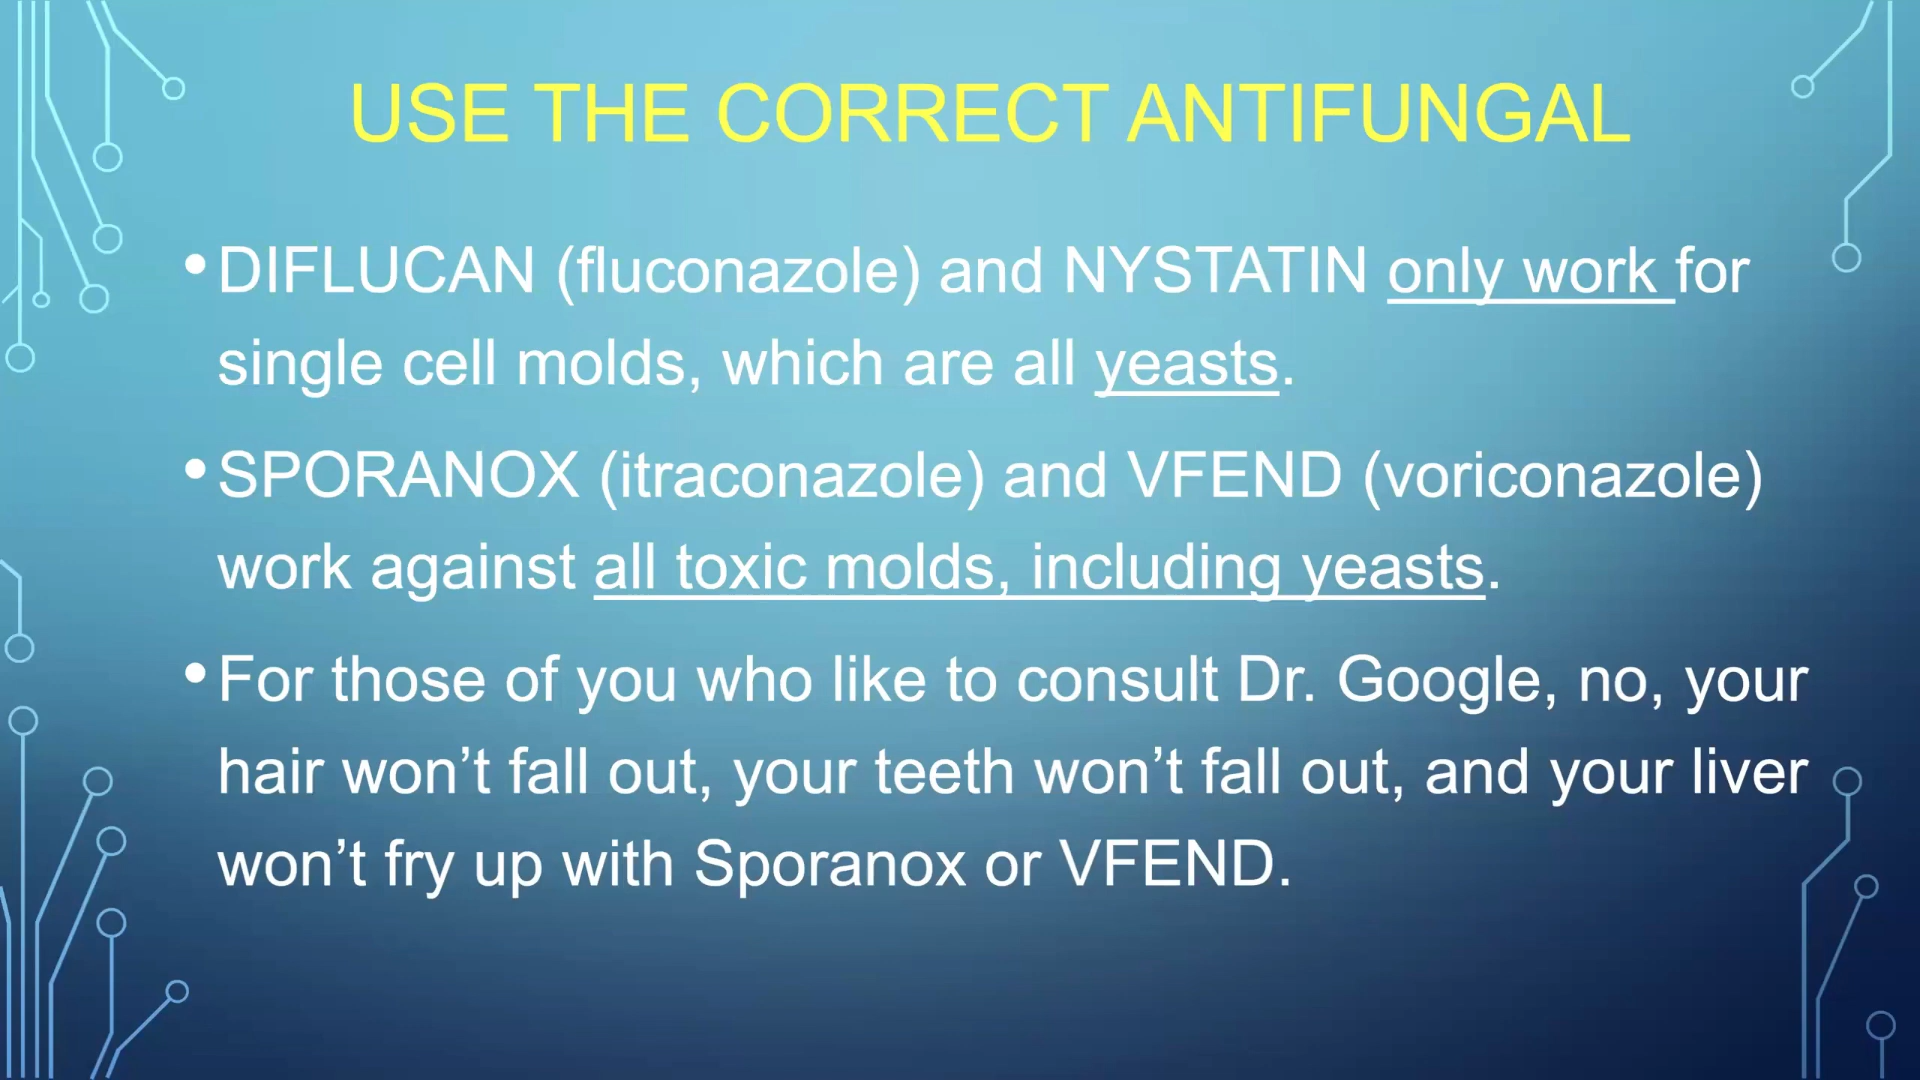 USE THE CORRECT ANTIFUNGAL
• DIFLUCAN (fluconazole) and NYSTATIN only work for
single cell molds, which are all yeasts.
• SPORANOX (itraconazole) and VFEND (voriconazole)
work against all toxic molds, including yeasts.
• For those of you who like to consult Dr. Google, no, your
hair won’t fall out, your teeth won’t fall out, and your liver
won’t fry up with Sporanox or VFEND.